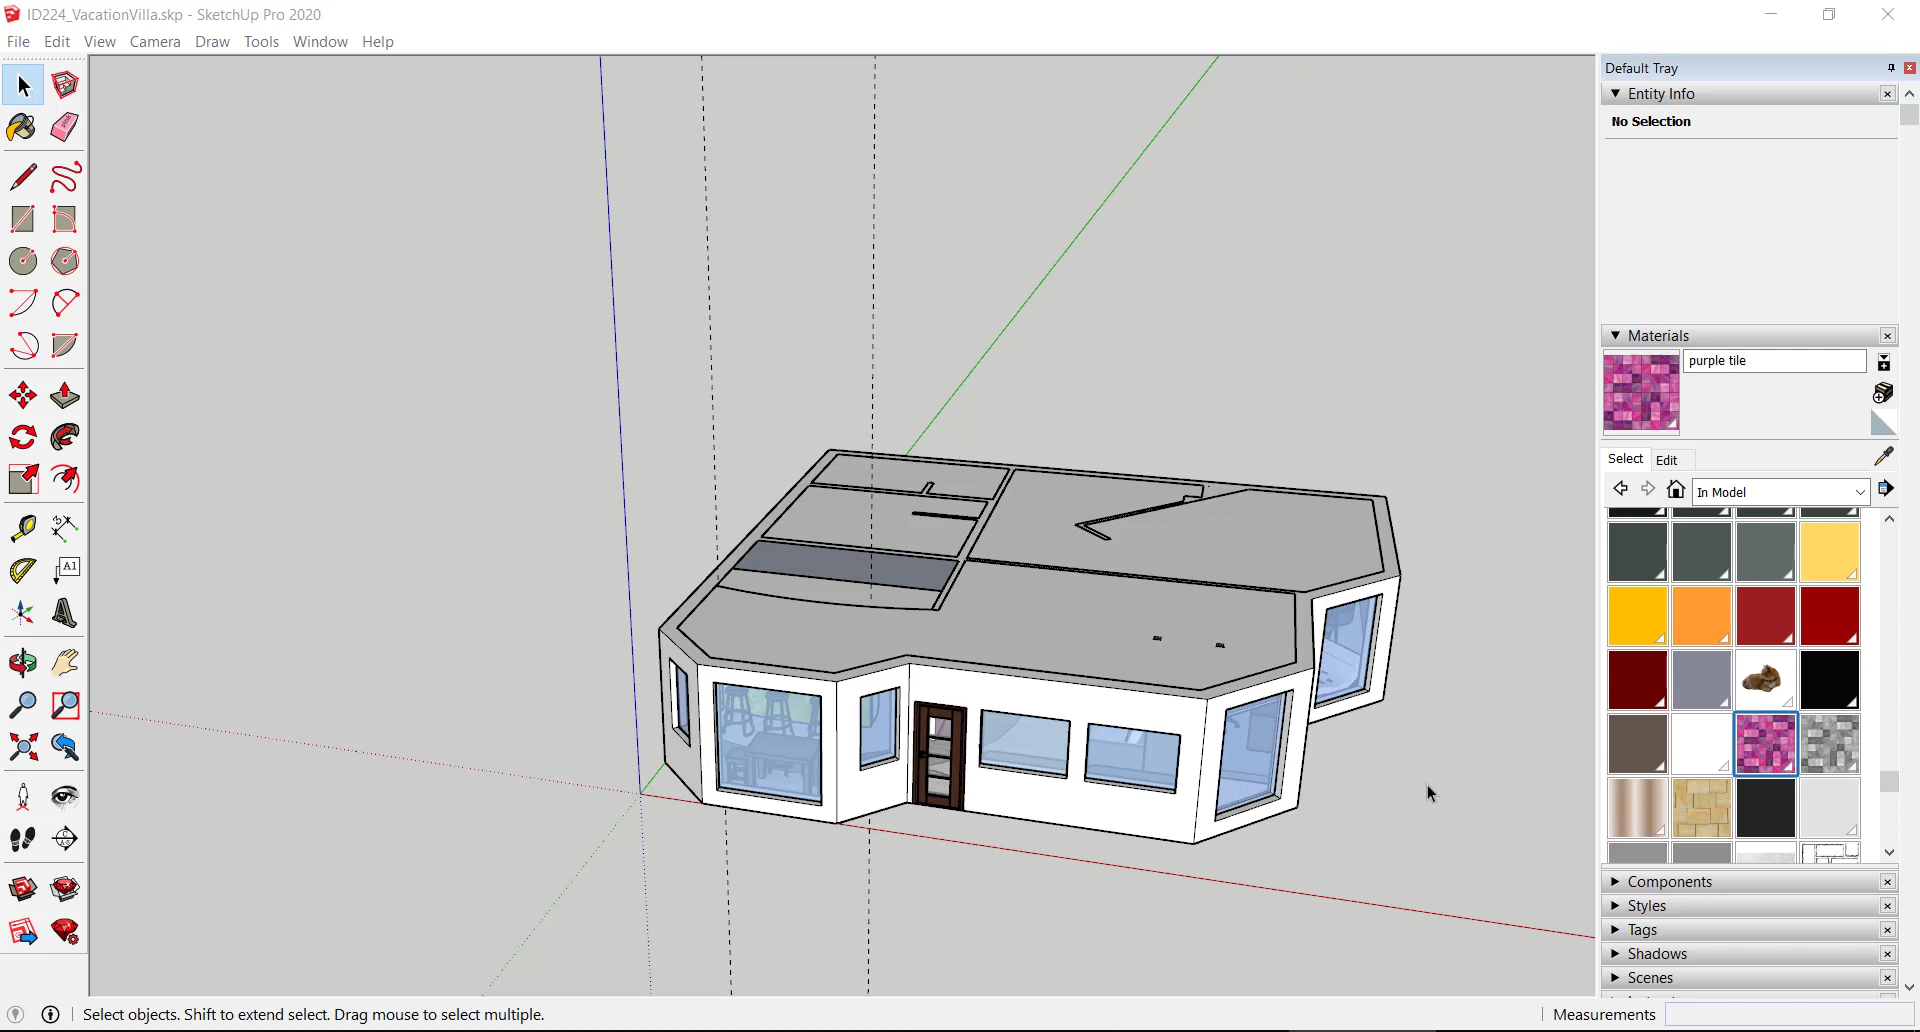 ID224_VacationVilla.skp - SketchUp Pro 2020
File Edit View Camera Draw Tools Window Help
Default Tray
Entity Info
No Selection
Materials
purple tile
Select Edit
In Model
A1
Components
Styles
Tags
Shadows
Scenes
Select objects. Shift to extend select. Drag mouse to select multiple.
Measurements